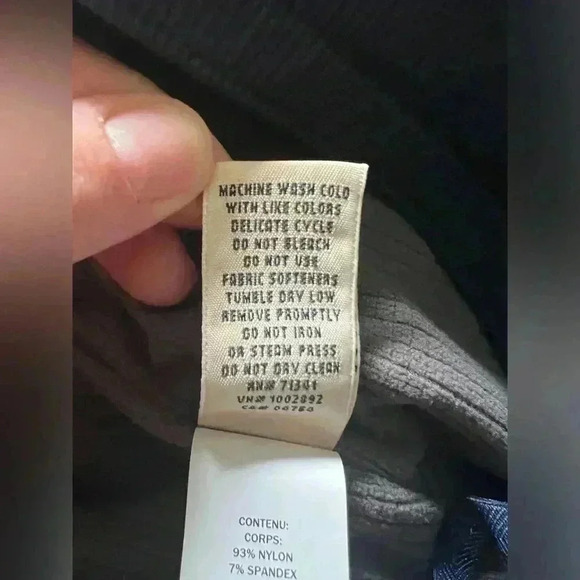 MACHINE WASH COLD
WITH LIKE COLORS
DELICATE CYCLE
DO NOT BLEACH
DO NOT USE
FABRIC SOFTENERS
TUMBLE DRY LOW
REMOVE PROMPTLY
DO NOT IRON
OR STEAM PRESS
DO NOT DRY CLEAN
RN# 71341
VN# 1002892
CONTENU:
CORPS:
93% NYLON
7% SPANDEX